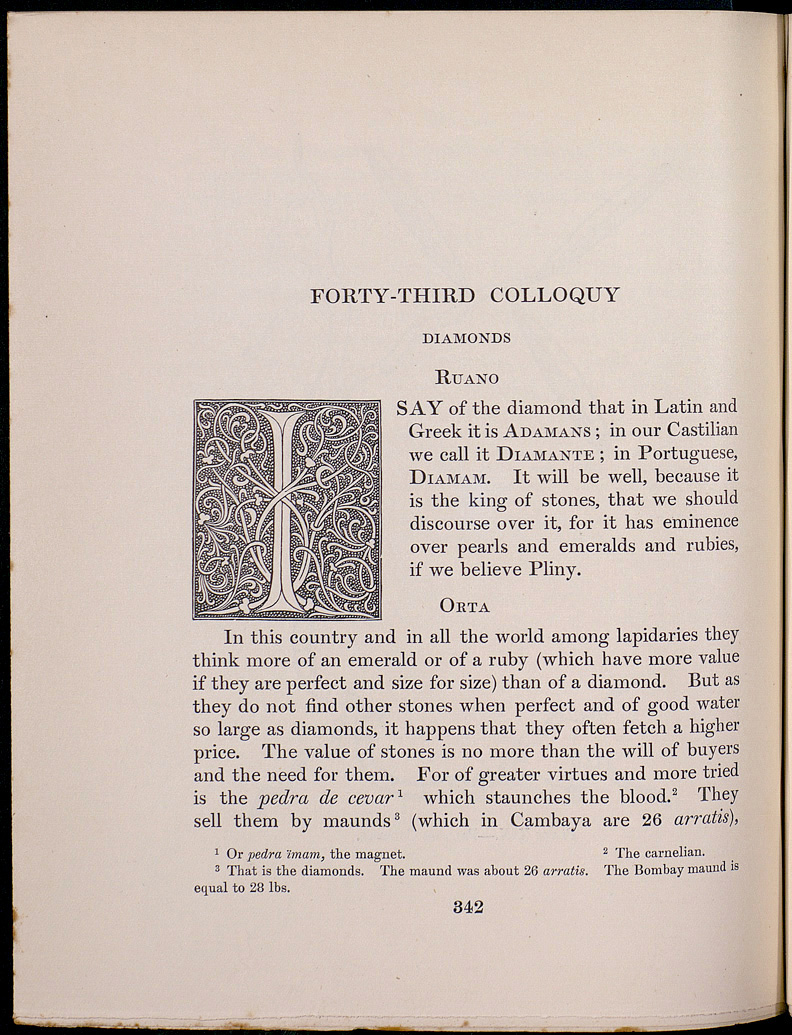 FORTY-THIRD COLLOQUY
DIAMONDS
RUANO
I SAY of the diamond that in Latin and
Greek it is ADAMANS ; in our Castilian
we call it DIAMANTE ; in Portuguese,
DIAMAM. It will be well, because it
is the king of stones, that we should
discourse over it, for it has eminence
over pearls and emeralds and rubies,
if we believe Pliny.
ORTA
In this country and in all the world among lapidaries they
think more of an emerald or of a ruby (which have more value
if they are perfect and size for size) than of a diamond. But as
they do not find other stones when perfect and of good water
so large as diamonds, it happens that they often fetch a higher
price. The value of stones is no more than the will of buyers
and the need for them. For of greater virtues and more tried
is the pedra de cevar¹ which staunches the blood.² They
sell them by maunds³ (which in Cambaya are 26 arratis),
¹ Or pedra ïmam, the magnet. ² The carnelian.
³ That is the diamonds. The maund was about 26 arratis. The Bombay maund is
equal to 28 lbs.
342